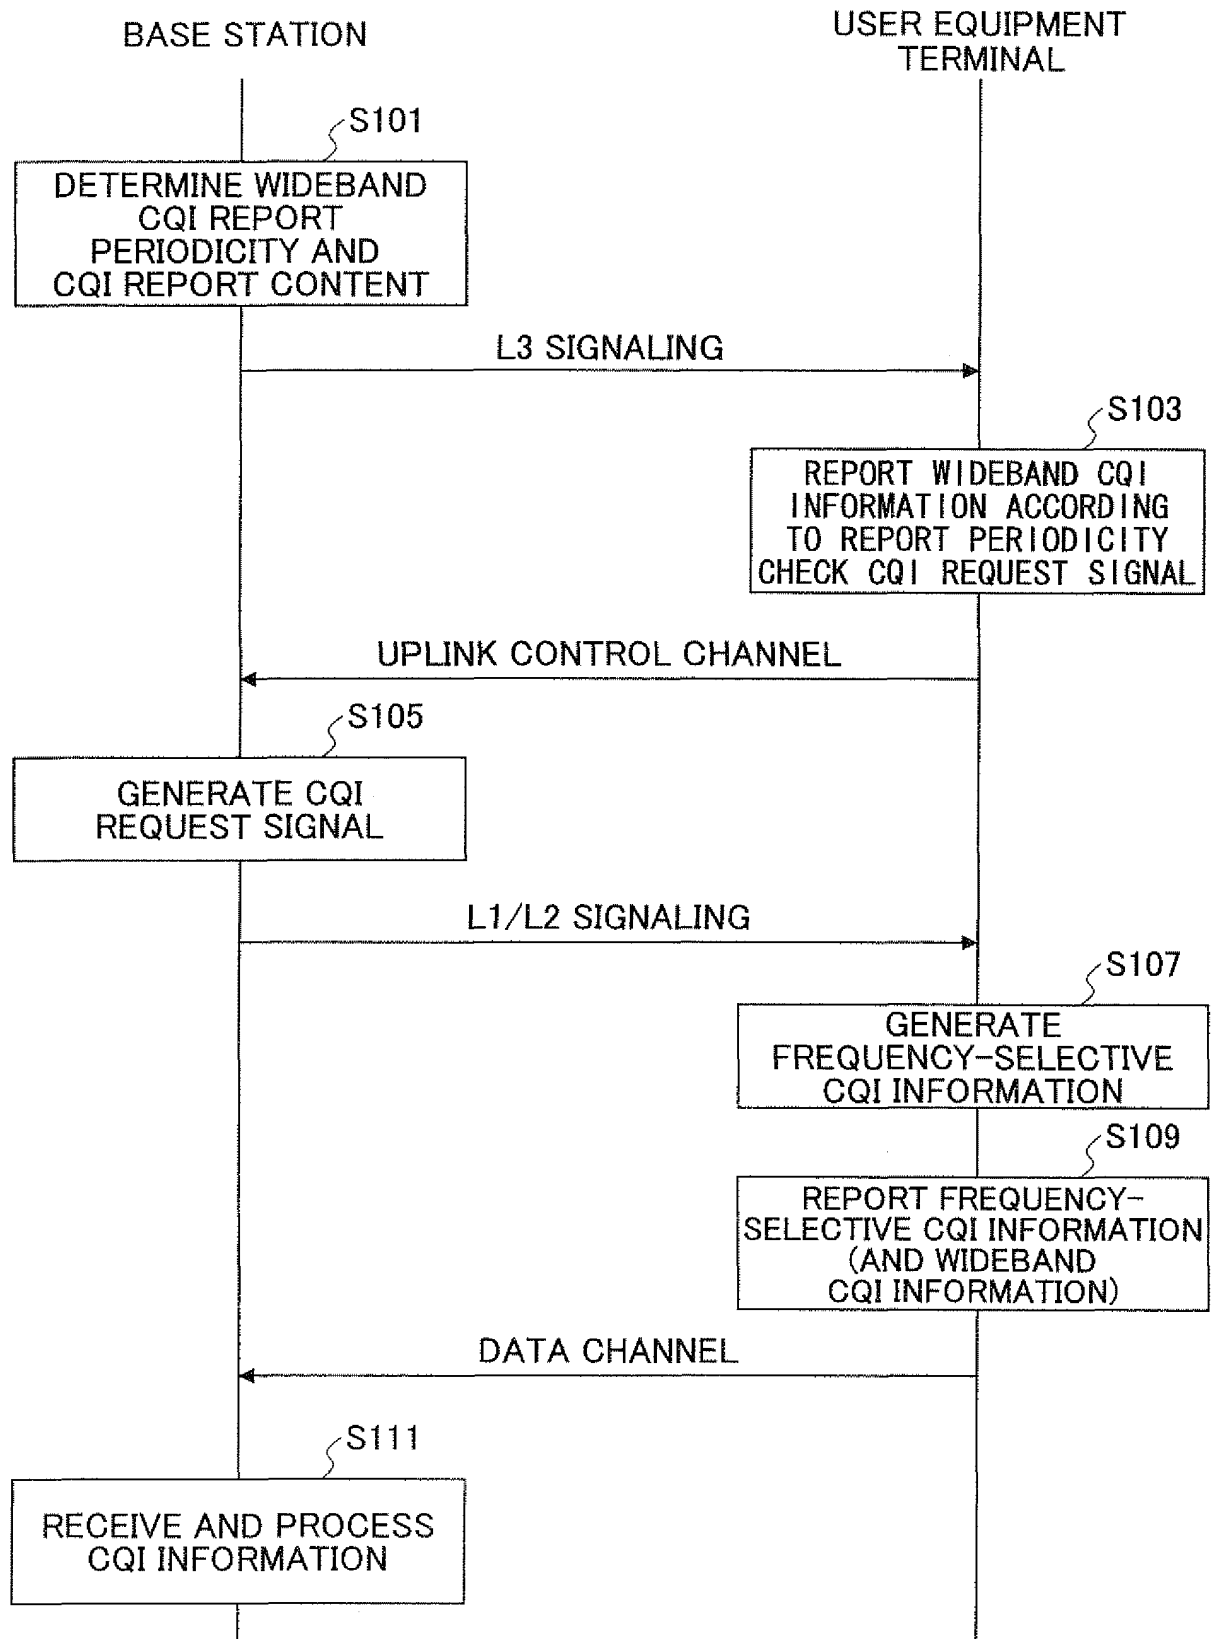 BASE STATION
USER EQUIPMENT
TERMINAL
S101
DETERMINE WIDEBAND
CQI REPORT
PERIODICITY AND
CQI REPORT CONTENT
L3 SIGNALING
S103
REPORT WIDEBAND CQI
INFORMATION ACCORDING
TO REPORT PERIODICITY
CHECK CQI REQUEST SIGNAL
UPLINK CONTROL CHANNEL
S105
GENERATE CQI
REQUEST SIGNAL
L1/L2 SIGNALING
S107
GENERATE
FREQUENCY-SELECTIVE
CQI INFORMATION
S109
REPORT FREQUENCY-
SELECTIVE CQI INFORMATION
(AND WIDEBAND
CQI INFORMATION)
DATA CHANNEL
S111
RECEIVE AND PROCESS
CQI INFORMATION